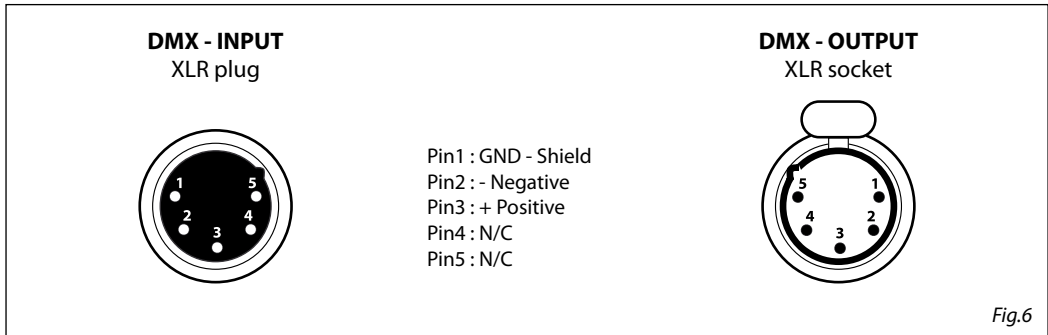 DMX - INPUT
XLR plug
1
5
2
4
3
Pin1 : GND - Shield
Pin2 : - Negative
Pin3 : + Positive
Pin4 : N/C
Pin5 : N/C
DMX - OUTPUT
XLR socket
5
1
4
2
3
Fig.6